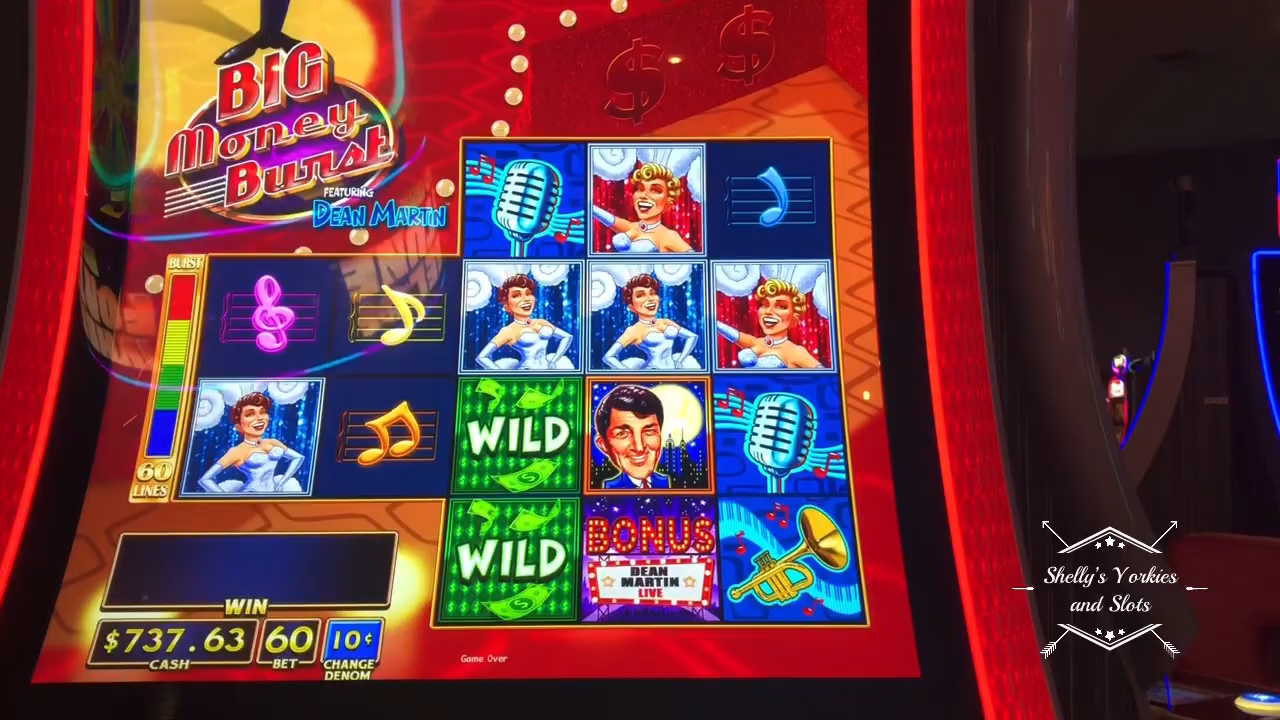 BIG
Money
Burst
FEATURING
DEAN MARTIN
$ $
BURST
60
LINES
WILD
WILD
BONUS
DEAN
MARTIN
LIVE
WIN
$737.63
CASH
60
BET
10¢
CHANGE
DENOM
Game Over
Shelly's Yorkies
and Slots